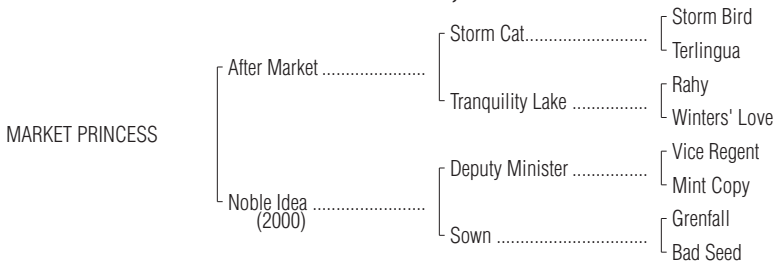 MARKET PRINCESS
After Market ......................
Noble Idea ........................
(2000)
Storm Cat..........................
Tranquility Lake ................
Deputy Minister ................
Sown ................................
Storm Bird
Terlingua
Rahy
Winters' Love
Vice Regent
Mint Copy
Grenfall
Bad Seed